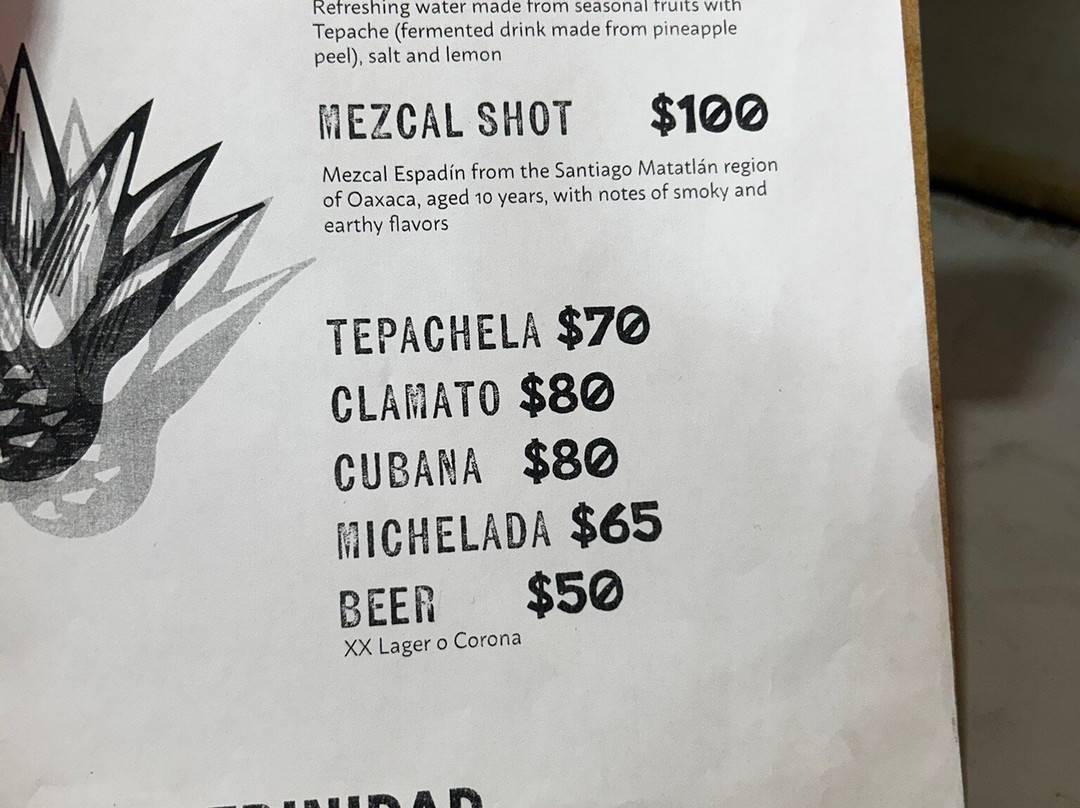 Refreshing water made from seasonal fruits with
Tepache (fermented drink made from pineapple
peel), salt and lemon
MEZCAL SHOT $100
Mezcal Espadín from the Santiago Matatlán region
of Oaxaca, aged 10 years, with notes of smoky and
earthy flavors
TEPACHELA $70
CLAMATO $80
CUBANA $80
MICHELADA $65
BEER $50
XX Lager o Corona
TRINIDAD